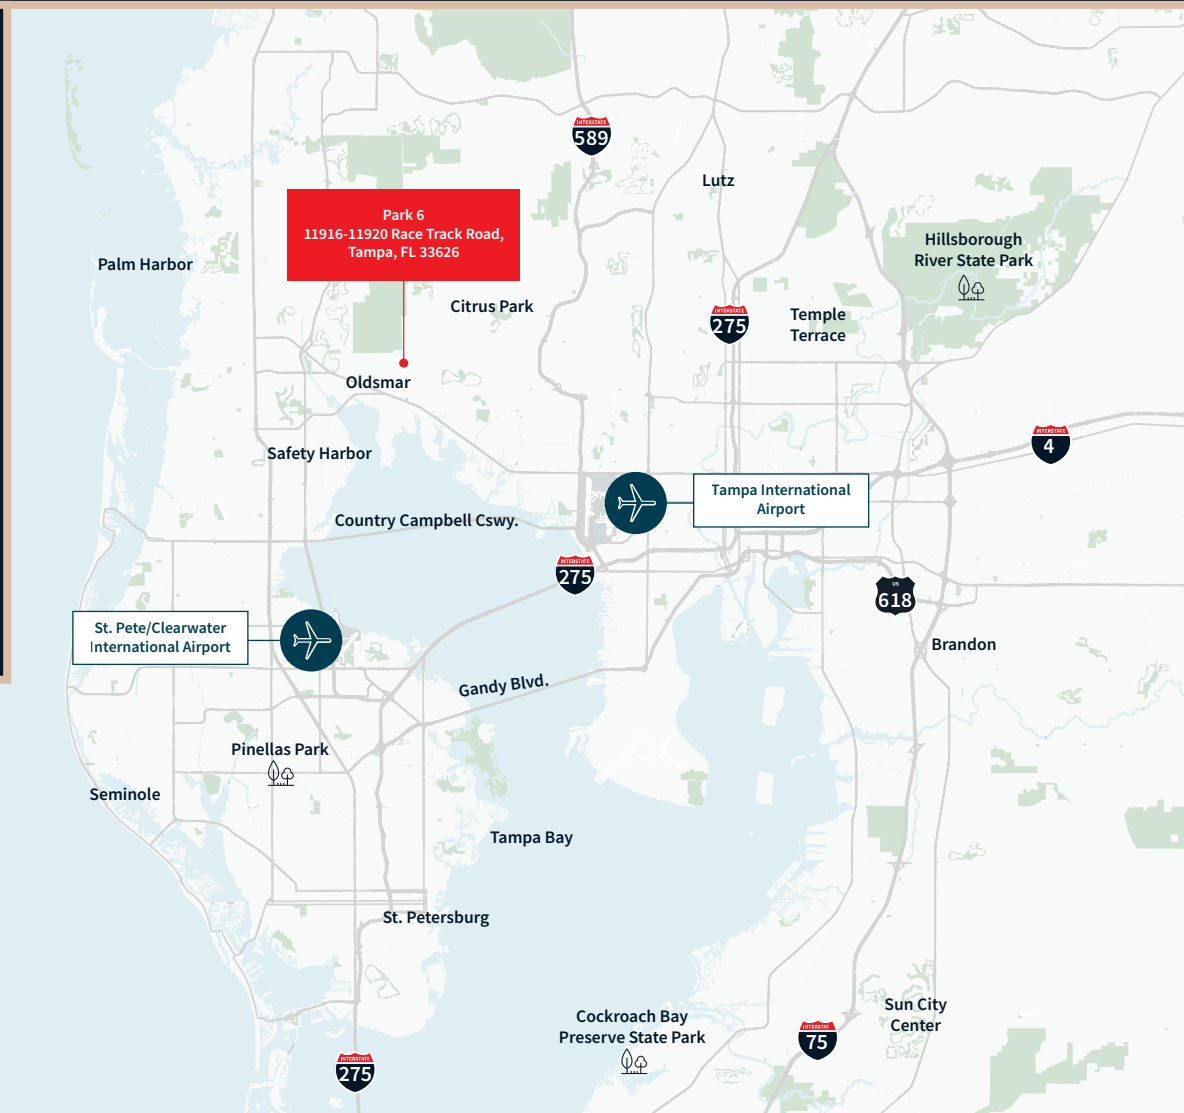 INTERSTATE
589
Lutz
Park 6
11916-11920 Race Track Road,
Tampa, FL 33626
Hillsborough
River State Park
Palm Harbor
Citrus Park
INTERSTATE
275
Temple
Terrace
Oldsmar
INTERSTATE
4
Safety Harbor
Tampa International
Airport
Country Campbell Cswy.
INTERSTATE
275
US
618
St. Pete/Clearwater
International Airport
Brandon
Gandy Blvd.
Pinellas Park
Seminole
Tampa Bay
St. Petersburg
Sun City
Center
Cockroach Bay
Preserve State Park
INTERSTAT
75
INTERSTATE
275